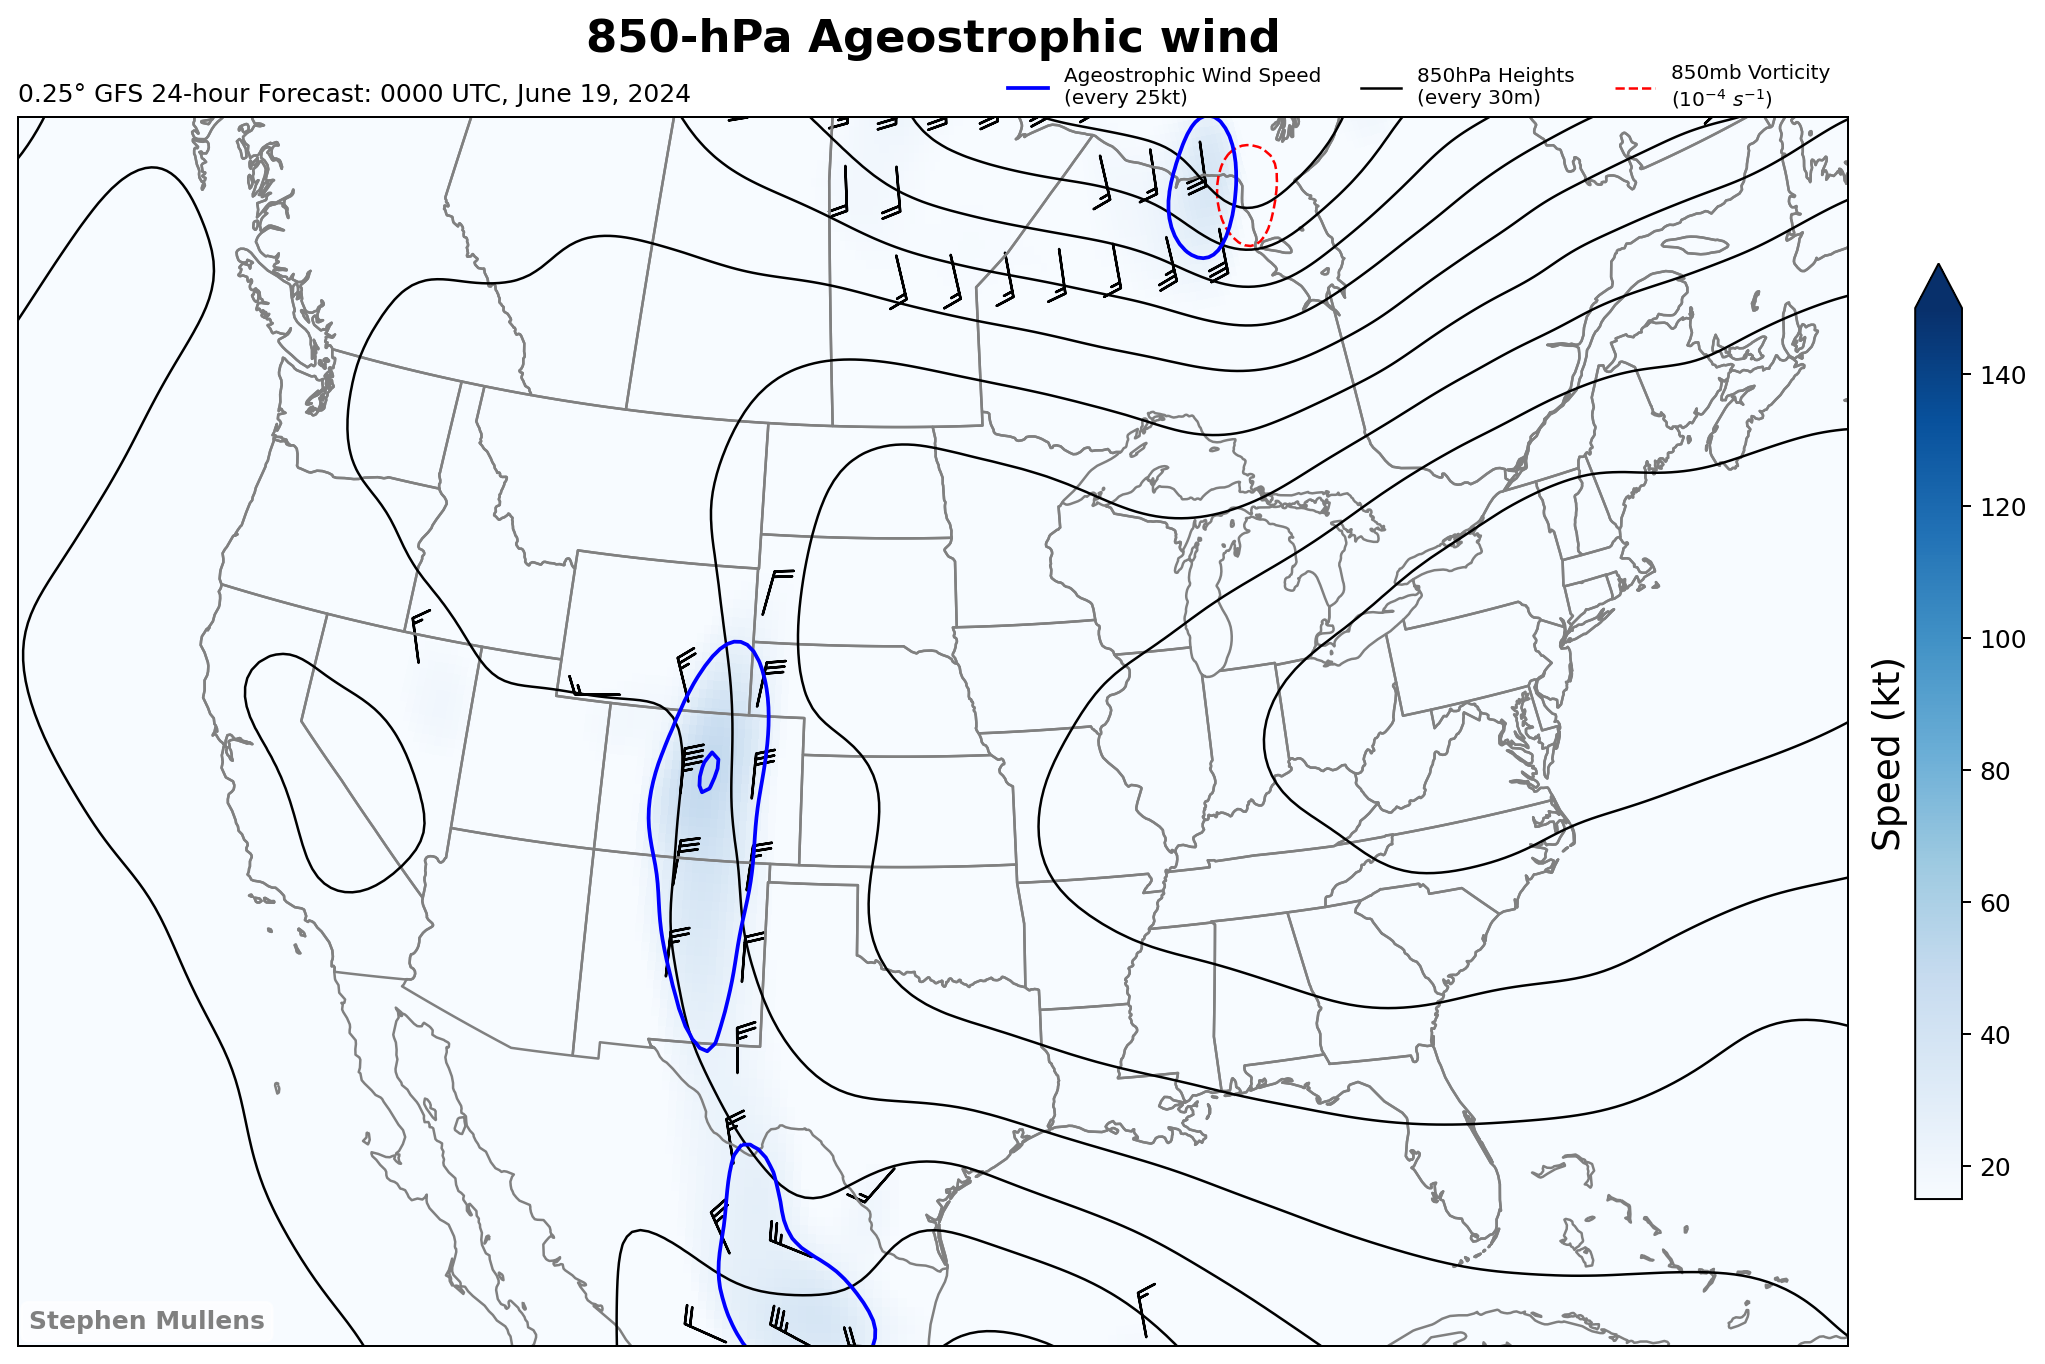 850-hPa Ageostrophic wind
0.25° GFS 24-hour Forecast: 0000 UTC, June 19, 2024
Ageostrophic Wind Speed
(every 25kt)
850hPa Heights
(every 30m)
850mb Vorticity
(10⁻⁴ s⁻¹)
140
120
100
80
60
40
20
Speed (kt)
Stephen Mullens